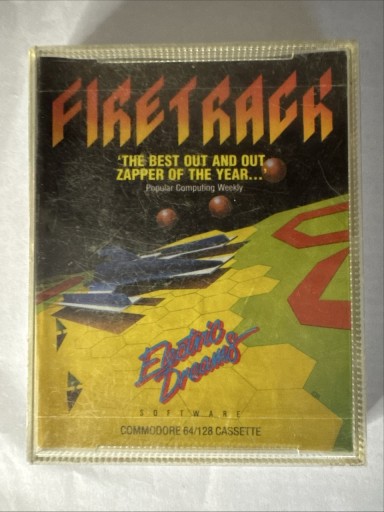 FIRETRACK
'THE BEST OUT AND OUT
ZAPPER OF THE YEAR...'
Popular Computing Weekly
Electric
Dreams
SOFTWARE
COMMODORE 64/128 CASSETTE